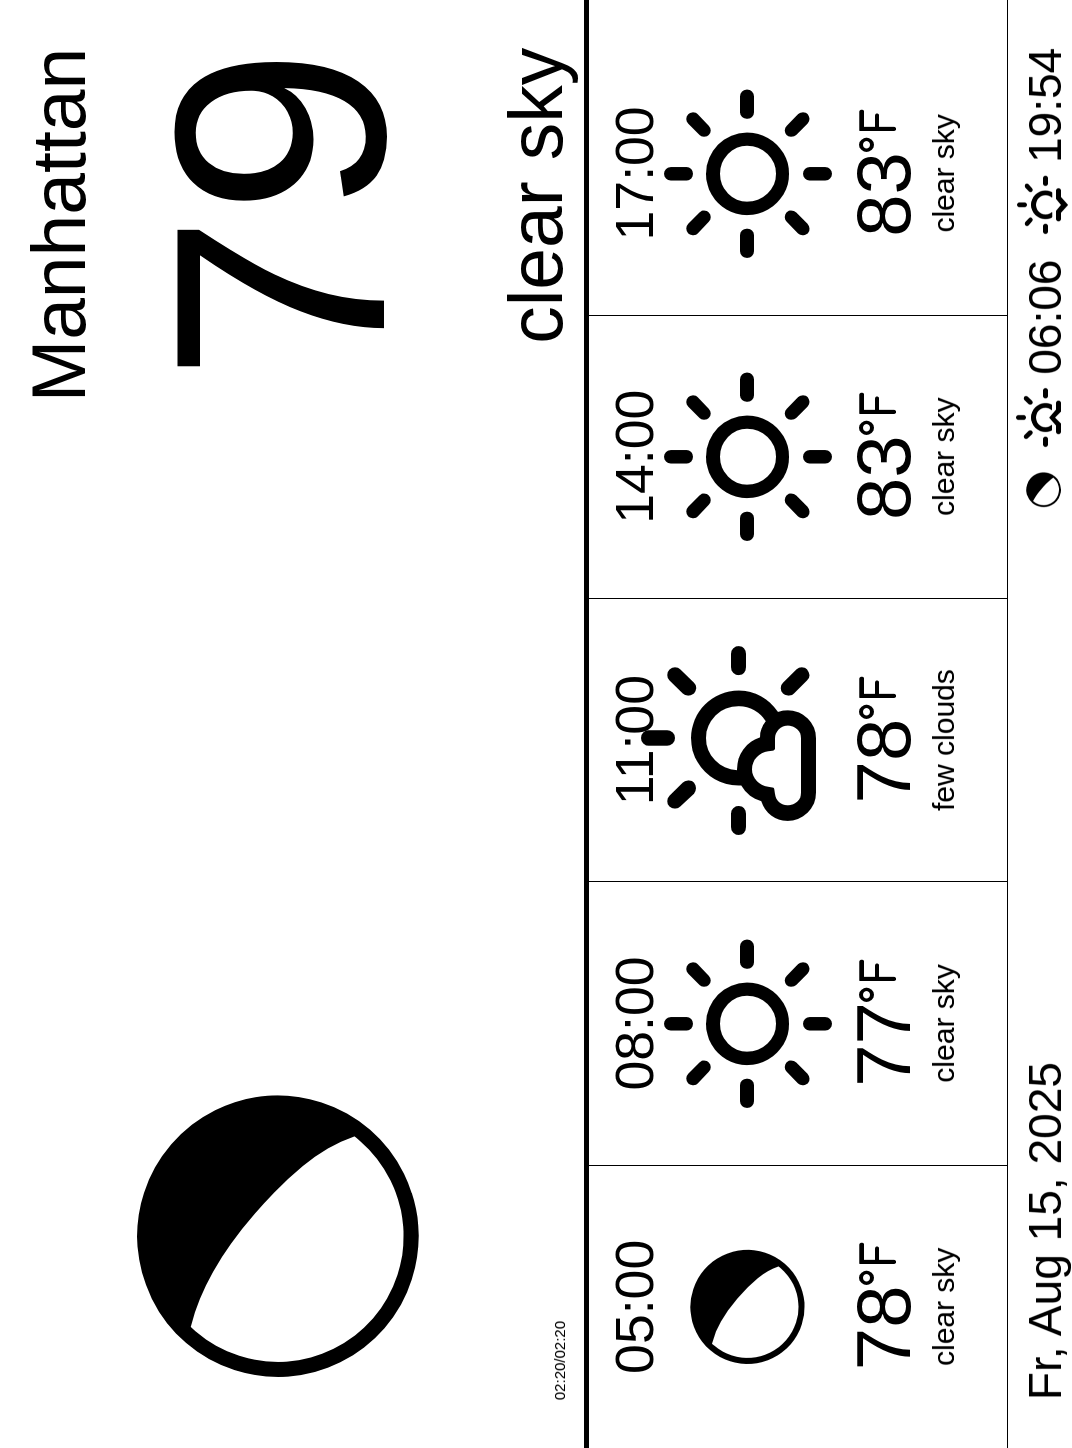 Manhattan
79
clear sky
02:20/02:20
05:00
78°F
clear sky
08:00
77°F
clear sky
11:00
78°F
few clouds
14:00
83°F
clear sky
17:00
83°F
clear sky
Fr, Aug 15, 2025
06:06 19:54